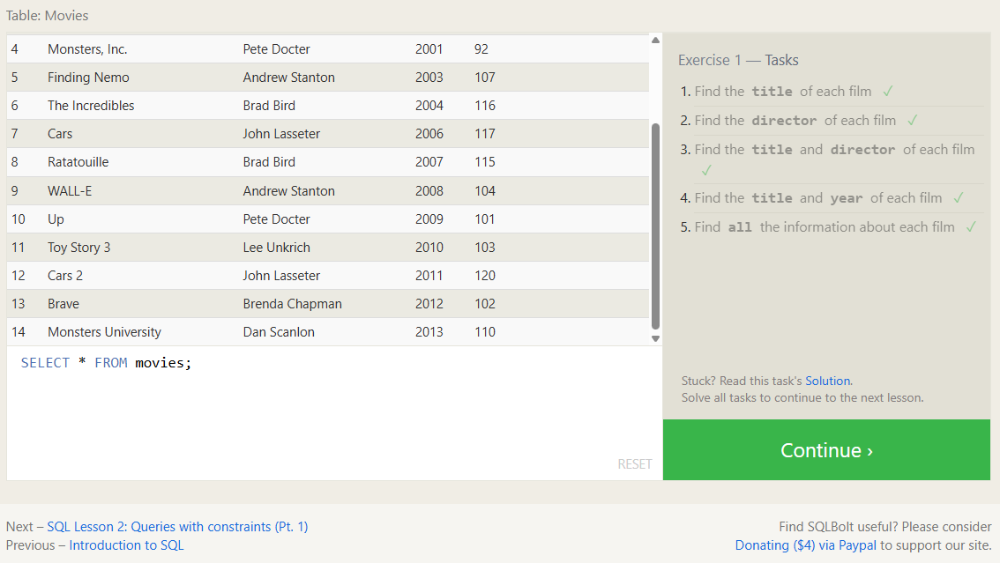 Table: Movies
4 Monsters, Inc. Pete Docter 2001 92
5 Finding Nemo Andrew Stanton 2003 107
6 The Incredibles Brad Bird 2004 116
7 Cars John Lasseter 2006 117
8 Ratatouille Brad Bird 2007 115
9 WALL-E Andrew Stanton 2008 104
10 Up Pete Docter 2009 101
11 Toy Story 3 Lee Unkrich 2010 103
12 Cars 2 John Lasseter 2011 120
13 Brave Brenda Chapman 2012 102
14 Monsters University Dan Scanlon 2013 110
SELECT * FROM movies;
RESET
Exercise 1 — Tasks
1. Find the title of each film ✓
2. Find the director of each film ✓
3. Find the title and director of each film
✓
4. Find the title and year of each film ✓
5. Find all the information about each film ✓
Stuck? Read this task's Solution.
Solve all tasks to continue to the next lesson.
Continue ›
Next – SQL Lesson 2: Queries with constraints (Pt. 1)
Previous – Introduction to SQL
Find SQLBolt useful? Please consider
Donating ($4) via Paypal to support our site.